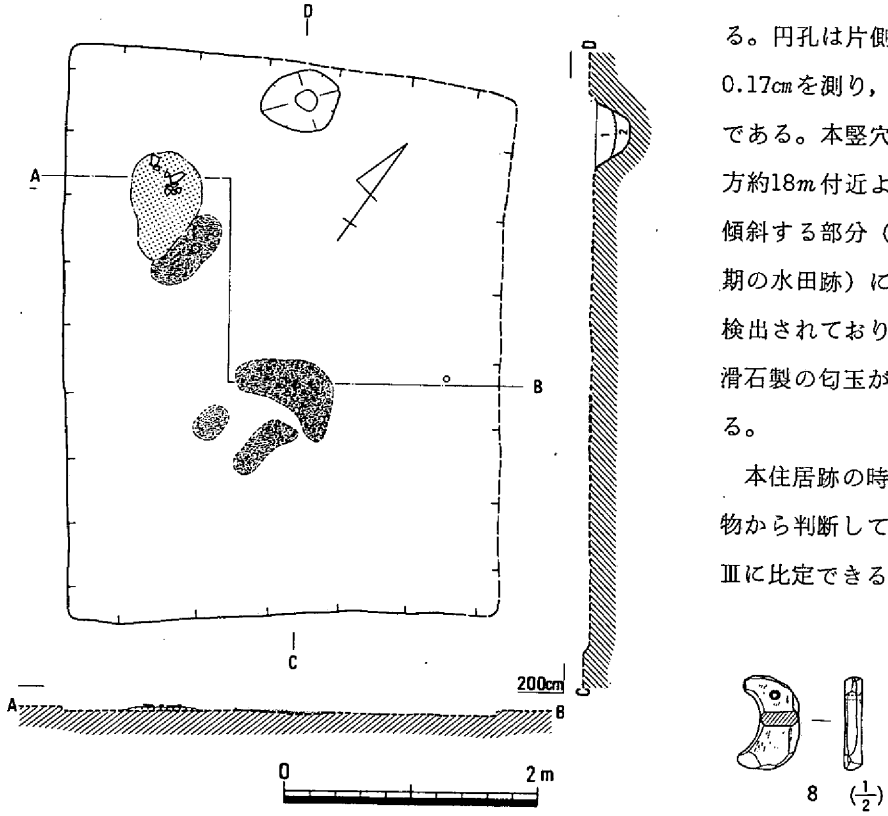 D
A
B
C
A
B
200cm
D
1
2
C
0 2m
る。円孔は片側
0.17㎝を測り,
である。本竪穴
方約18m付近よ
傾斜する部分（
期の水田跡）に
検出されており
滑石製の匂玉が
る。
本住居跡の時
物から判断して
Ⅲに比定できる
8 (1/2)